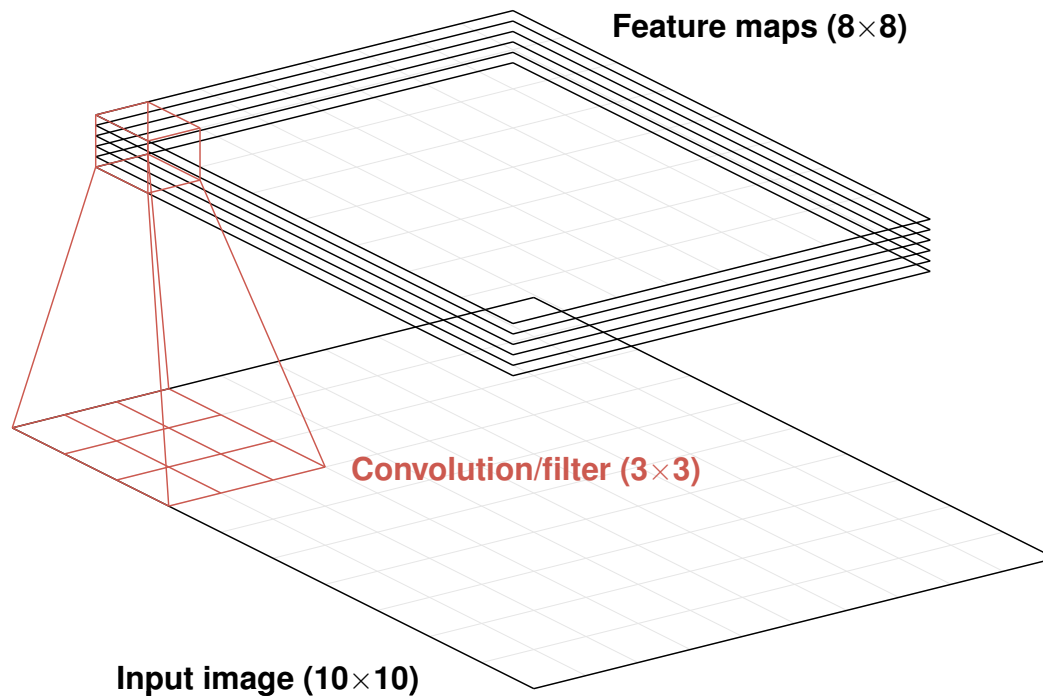 Feature maps (8×8)
Convolution/filter (3×3)
Input image (10×10)